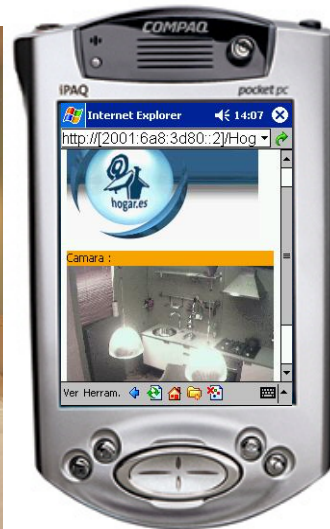 COMPAQ
iPAQ pocket pc
Internet Explorer 14:07
http://[2001:6a8:3d80::2]/Hog
hogar.es
Camara :
Ver Herram.